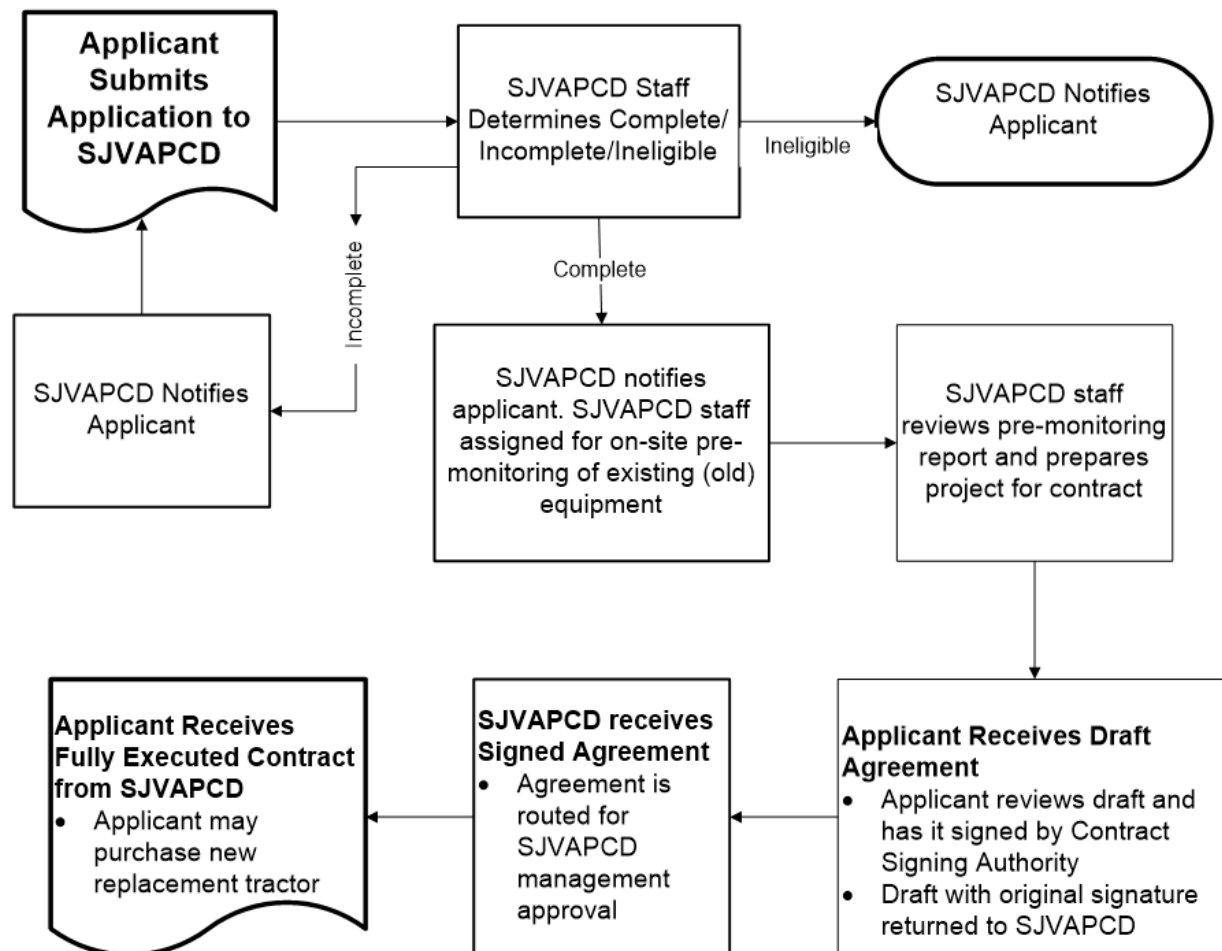 Applicant
Submits
Application to
SJVAPCD
SJVAPCD Staff
Determines Complete/
Incomplete/Ineligible
Ineligible
SJVAPCD Notifies
Applicant
Incomplete
Complete
SJVAPCD Notifies
Applicant
SJVAPCD notifies
applicant. SJVAPCD staff
assigned for on-site pre-
monitoring of existing (old)
equipment
SJVAPCD staff
reviews pre-monitoring
report and prepares
project for contract
Applicant Receives Draft
Agreement
• Applicant reviews draft and
has it signed by Contract
Signing Authority
• Draft with original signature
returned to SJVAPCD
SJVAPCD receives
Signed Agreement
• Agreement is
routed for
SJVAPCD
management
approval
Applicant Receives
Fully Executed Contract
from SJVAPCD
• Applicant may
purchase new
replacement tractor